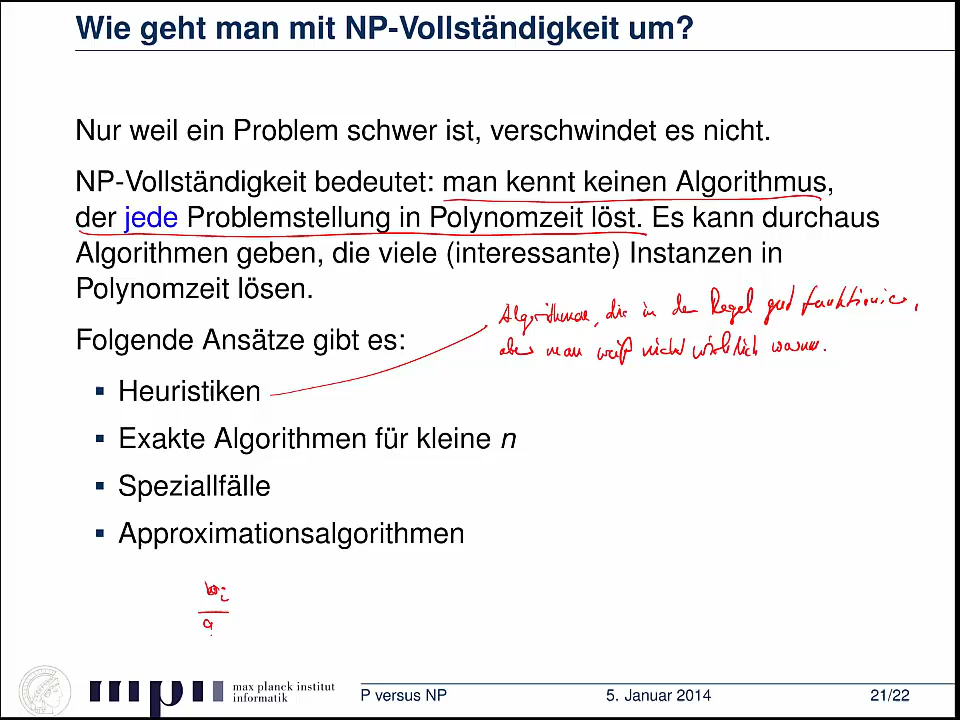 Wie geht man mit NP-Vollständigkeit um?
Nur weil ein Problem schwer ist, verschwindet es nicht.
NP-Vollständigkeit bedeutet: man kennt keinen Algorithmus,
der jede Problemstellung in Polynomzeit löst. Es kann durchaus
Algorithmen geben, die viele (interessante) Instanzen in
Polynomzeit lösen.
Algorithmen, die in der Regel gut funktionieren,
aber man weiß nicht wirklich warum.
Folgende Ansätze gibt es:
▪ Heuristiken
▪ Exakte Algorithmen für kleine n
▪ Speziallfälle
▪ Approximationsalgorithmen
max planck institut
informatik
P versus NP
5. Januar 2014
21/22